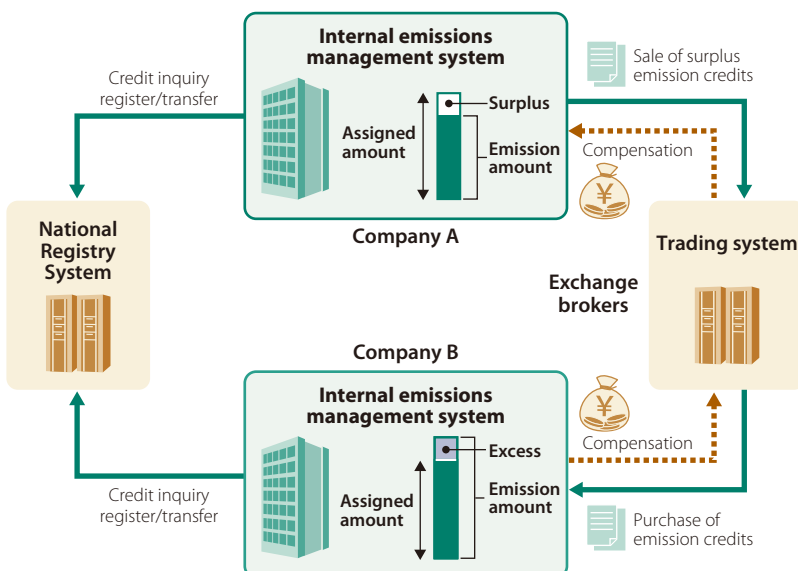 Internal emissions
management system
Credit inquiry
register/transfer
Sale of surplus
emission credits
Surplus
Assigned
amount
Emission
amount
Compensation
¥
Company A
National
Registry
System
Trading system
Exchange
brokers
Company B
Internal emissions
management system
¥
Compensation
Excess
Assigned
amount
Emission
amount
Credit inquiry
register/transfer
Purchase of
emission credits